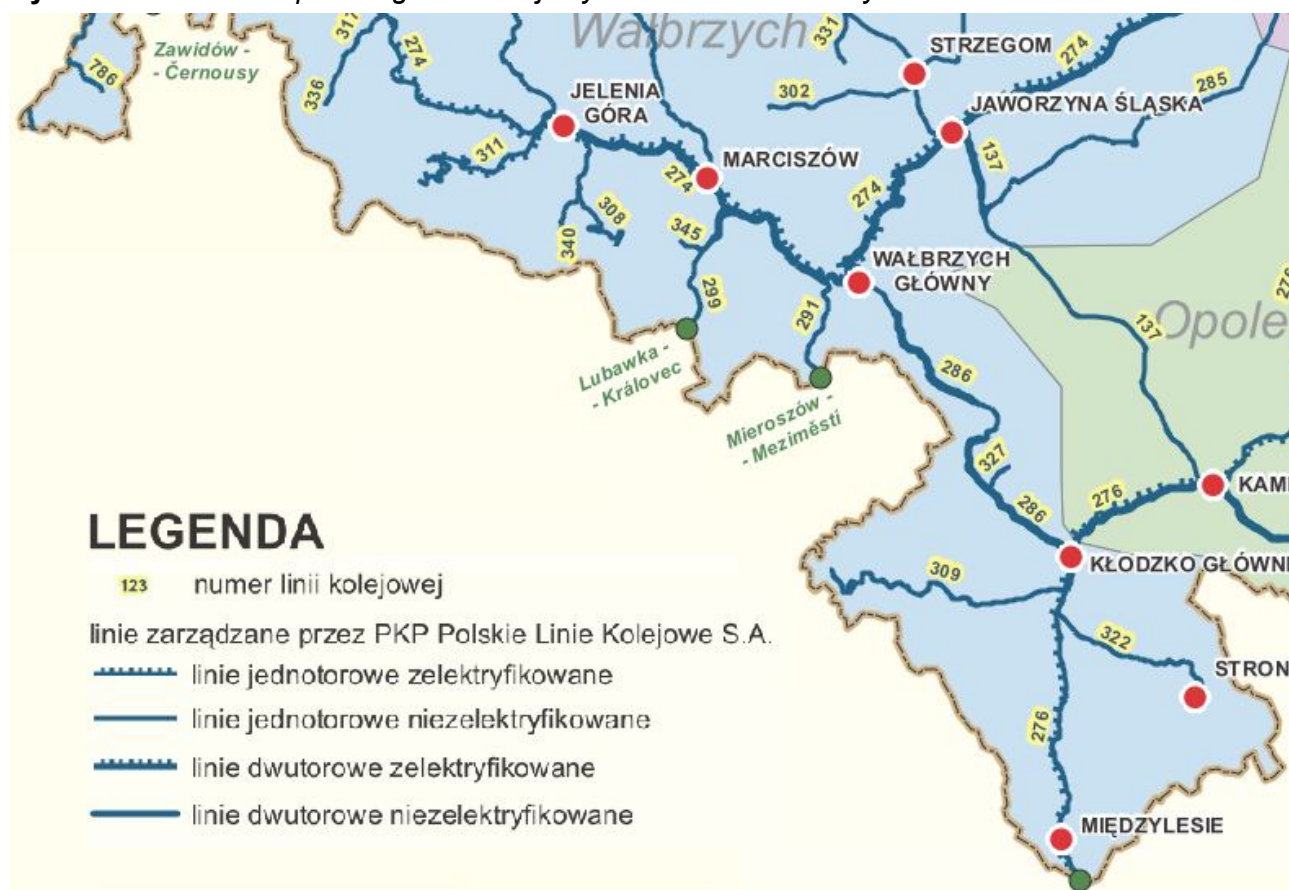 Wałbrzych
Zawidów -
- Černousy
786
336
274
331
302
STRZEGOM
274
285
JELENIA
GÓRA
JAWORZYNA ŚLĄSKA
311
MARCISZÓW
137
274
274
308
340
345
299
291
WAŁBRZYCH
GŁÓWNY
Opole
137
Lubawka -
- Královec
286
Mieroszów -
- Meziměstí
327
286
276
KAMI
KŁODZKO GŁÓWN
309
322
STRON
276
MIĘDZYLESIE
LEGENDA
123 numer linii kolejowej
linie zarządzane przez PKP Polskie Linie Kolejowe S.A.
linie jednotorowe zelektryfikowane
linie jednotorowe niezelektryfikowane
linie dwutorowe zelektryfikowane
linie dwutorowe niezelektryfikowane